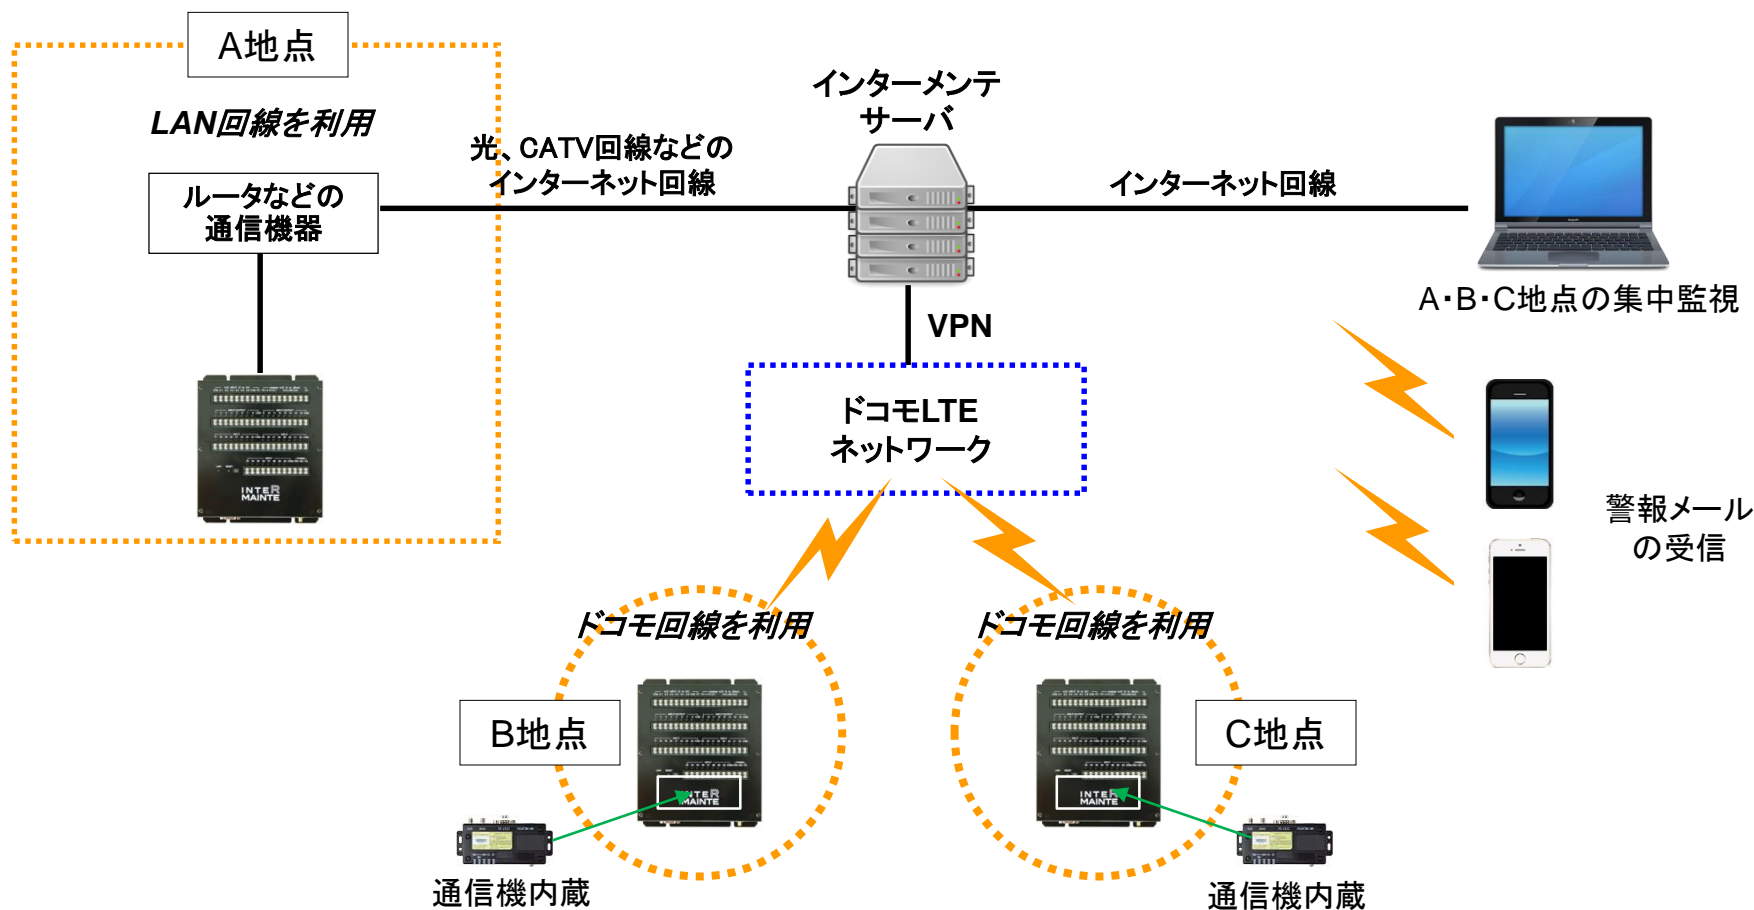 A地点
LAN回線を利用
ルータなどの
通信機器
INTER
MAINTE
光、CATV回線などの
インターネット回線
インターメンテ
サーバ
インターネット回線
A・B・C地点の集中監視
VPN
ドコモLTE
ネットワーク
警報メール
の受信
ドコモ回線を利用
B地点
INTER
MAINTE
通信機内蔵
ドコモ回線を利用
C地点
INTER
MAINTE
通信機内蔵